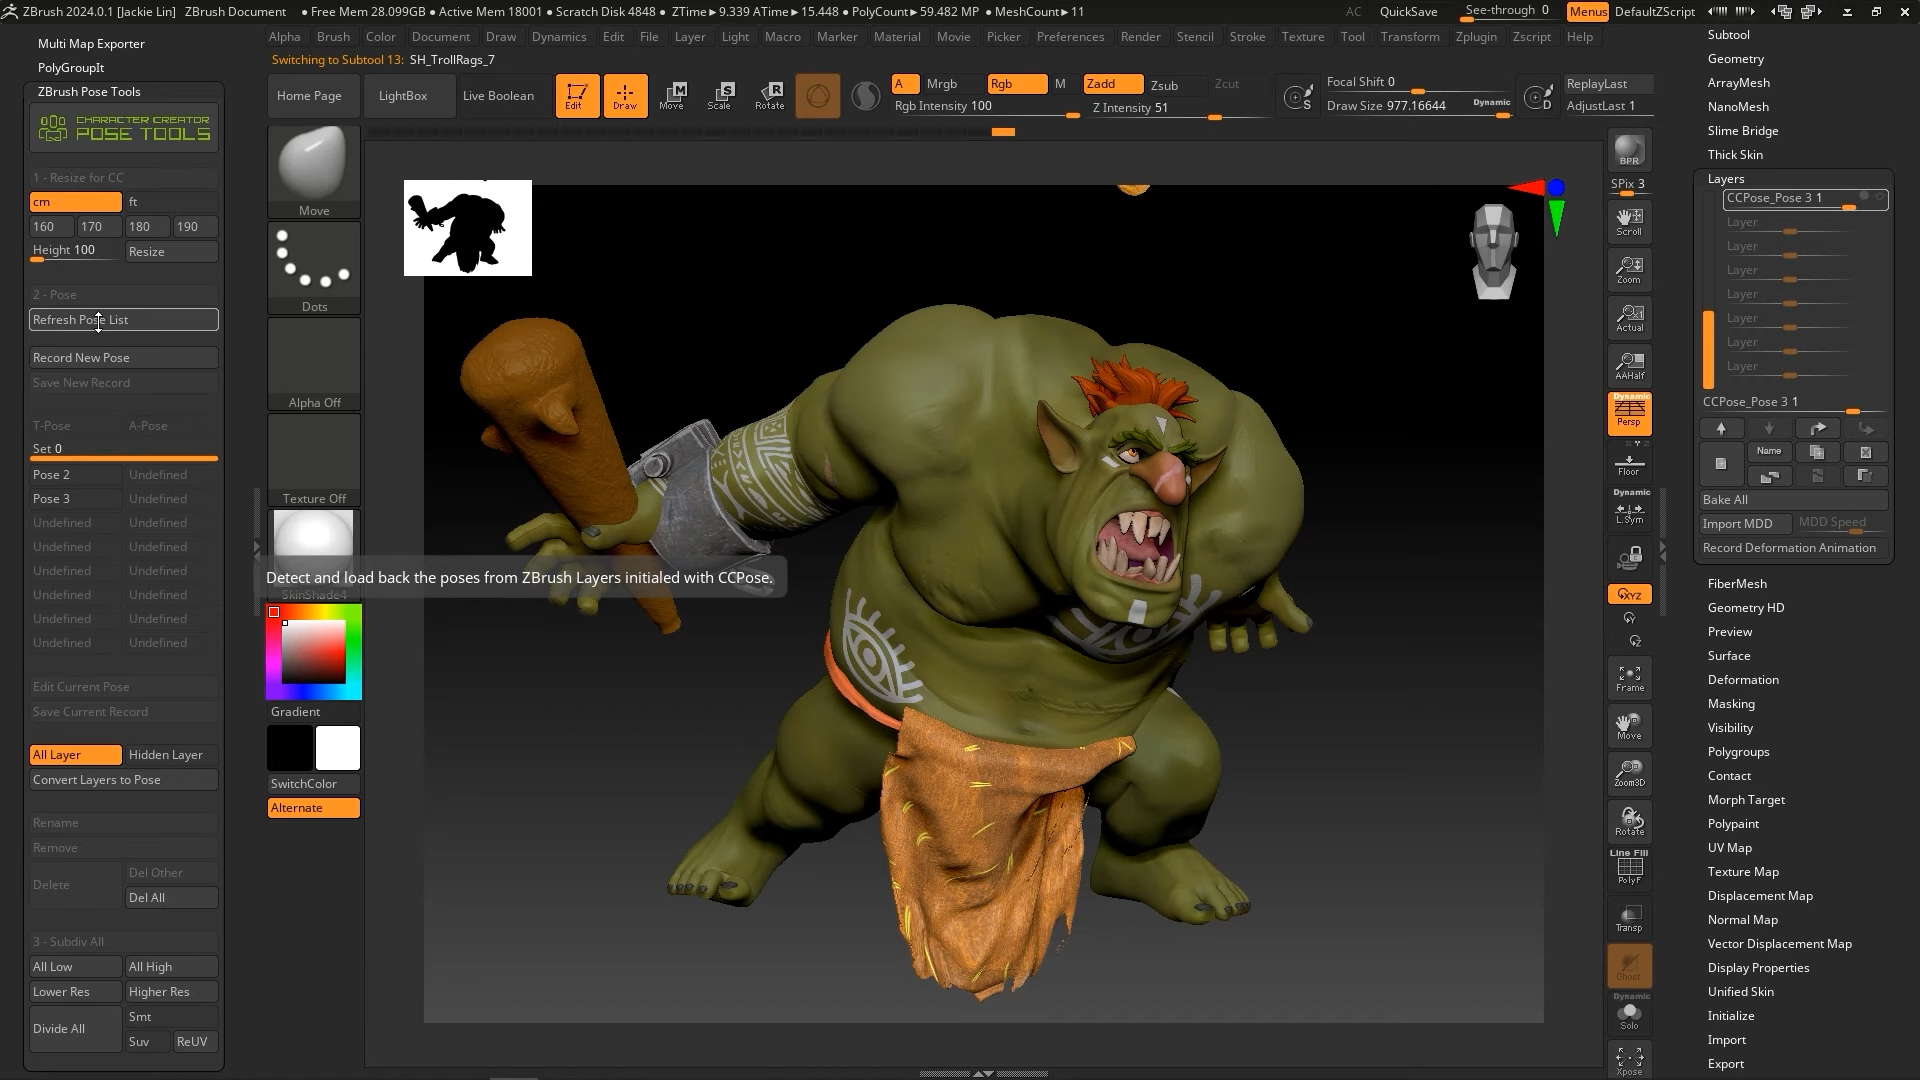 ZBrush 2024.0.1 [Jackie Lin] ZBrush Document ● Free Mem 28.099GB ● Active Mem 18001 ● Scratch Disk 4848 ● ZTime►9.339 ATime►15.448 ● PolyCount►59.482 MP ● MeshCount►11 AC QuickSave See-through 0 Menus DefaultZScript
Alpha Brush Color Document Draw Dynamics Edit File Layer Light Macro Marker Material Movie Picker Preferences Render Stencil Stroke Texture Tool Transform Zplugin Zscript Help
Switching to Subtool 13: SH_TrollRags_7
Home Page LightBox Live Boolean Edit Draw Move Scale Rotate
A Mrgb Rgb M Zadd Zsub Zcut
Rgb Intensity 100 Z Intensity 51
Focal Shift 0
Draw Size 977.16644 Dynamic
ReplayLast
AdjustLast 1
Multi Map Exporter
PolyGroupIt
ZBrush Pose Tools
CHARACTER CREATOR
POSE TOOLS
1 - Resize for CC
cm ft
160 170 180 190
Height 100 Resize
2 - Pose
Refresh Pose List
Record New Pose
Save New Record
T-Pose A-Pose
Set 0
Pose 2 Undefined
Pose 3 Undefined
Undefined Undefined
Undefined Undefined
Undefined Undefined
Undefined Undefined
Undefined Undefined
Undefined Undefined
Edit Current Pose
Save Current Record
All Layer Hidden Layer
Convert Layers to Pose
Rename
Remove
Delete Del Other
Del All
3 - Subdiv All
All Low All High
Lower Res Higher Res
Divide All Smt
Suv ReUV
Move
Dots
Alpha Off
Texture Off
SkinShade4
Detect and load back the poses from ZBrush Layers initialed with CCPose.
Gradient
SwitchColor
Alternate
BPR
SPix 3
Scroll
Zoom
Actual
AAHalf
Dynamic
Persp
Floor
Dynamic
L.Sym
XYZ
Frame
Move
Zoom3D
Rotate
Line Fill
PolyF
Transp
Ghost
Dynamic
Solo
Xpose
Subtool
Geometry
ArrayMesh
NanoMesh
Slime Bridge
Thick Skin
Layers
CCPose_Pose 3 1
Layer
Layer
Layer
Layer
Layer
Layer
Layer
CCPose_Pose 3 1
Name
Bake All
Import MDD MDD Speed
Record Deformation Animation
FiberMesh
Geometry HD
Preview
Surface
Deformation
Masking
Visibility
Polygroups
Contact
Morph Target
Polypaint
UV Map
Texture Map
Displacement Map
Normal Map
Vector Displacement Map
Display Properties
Unified Skin
Initialize
Import
Export